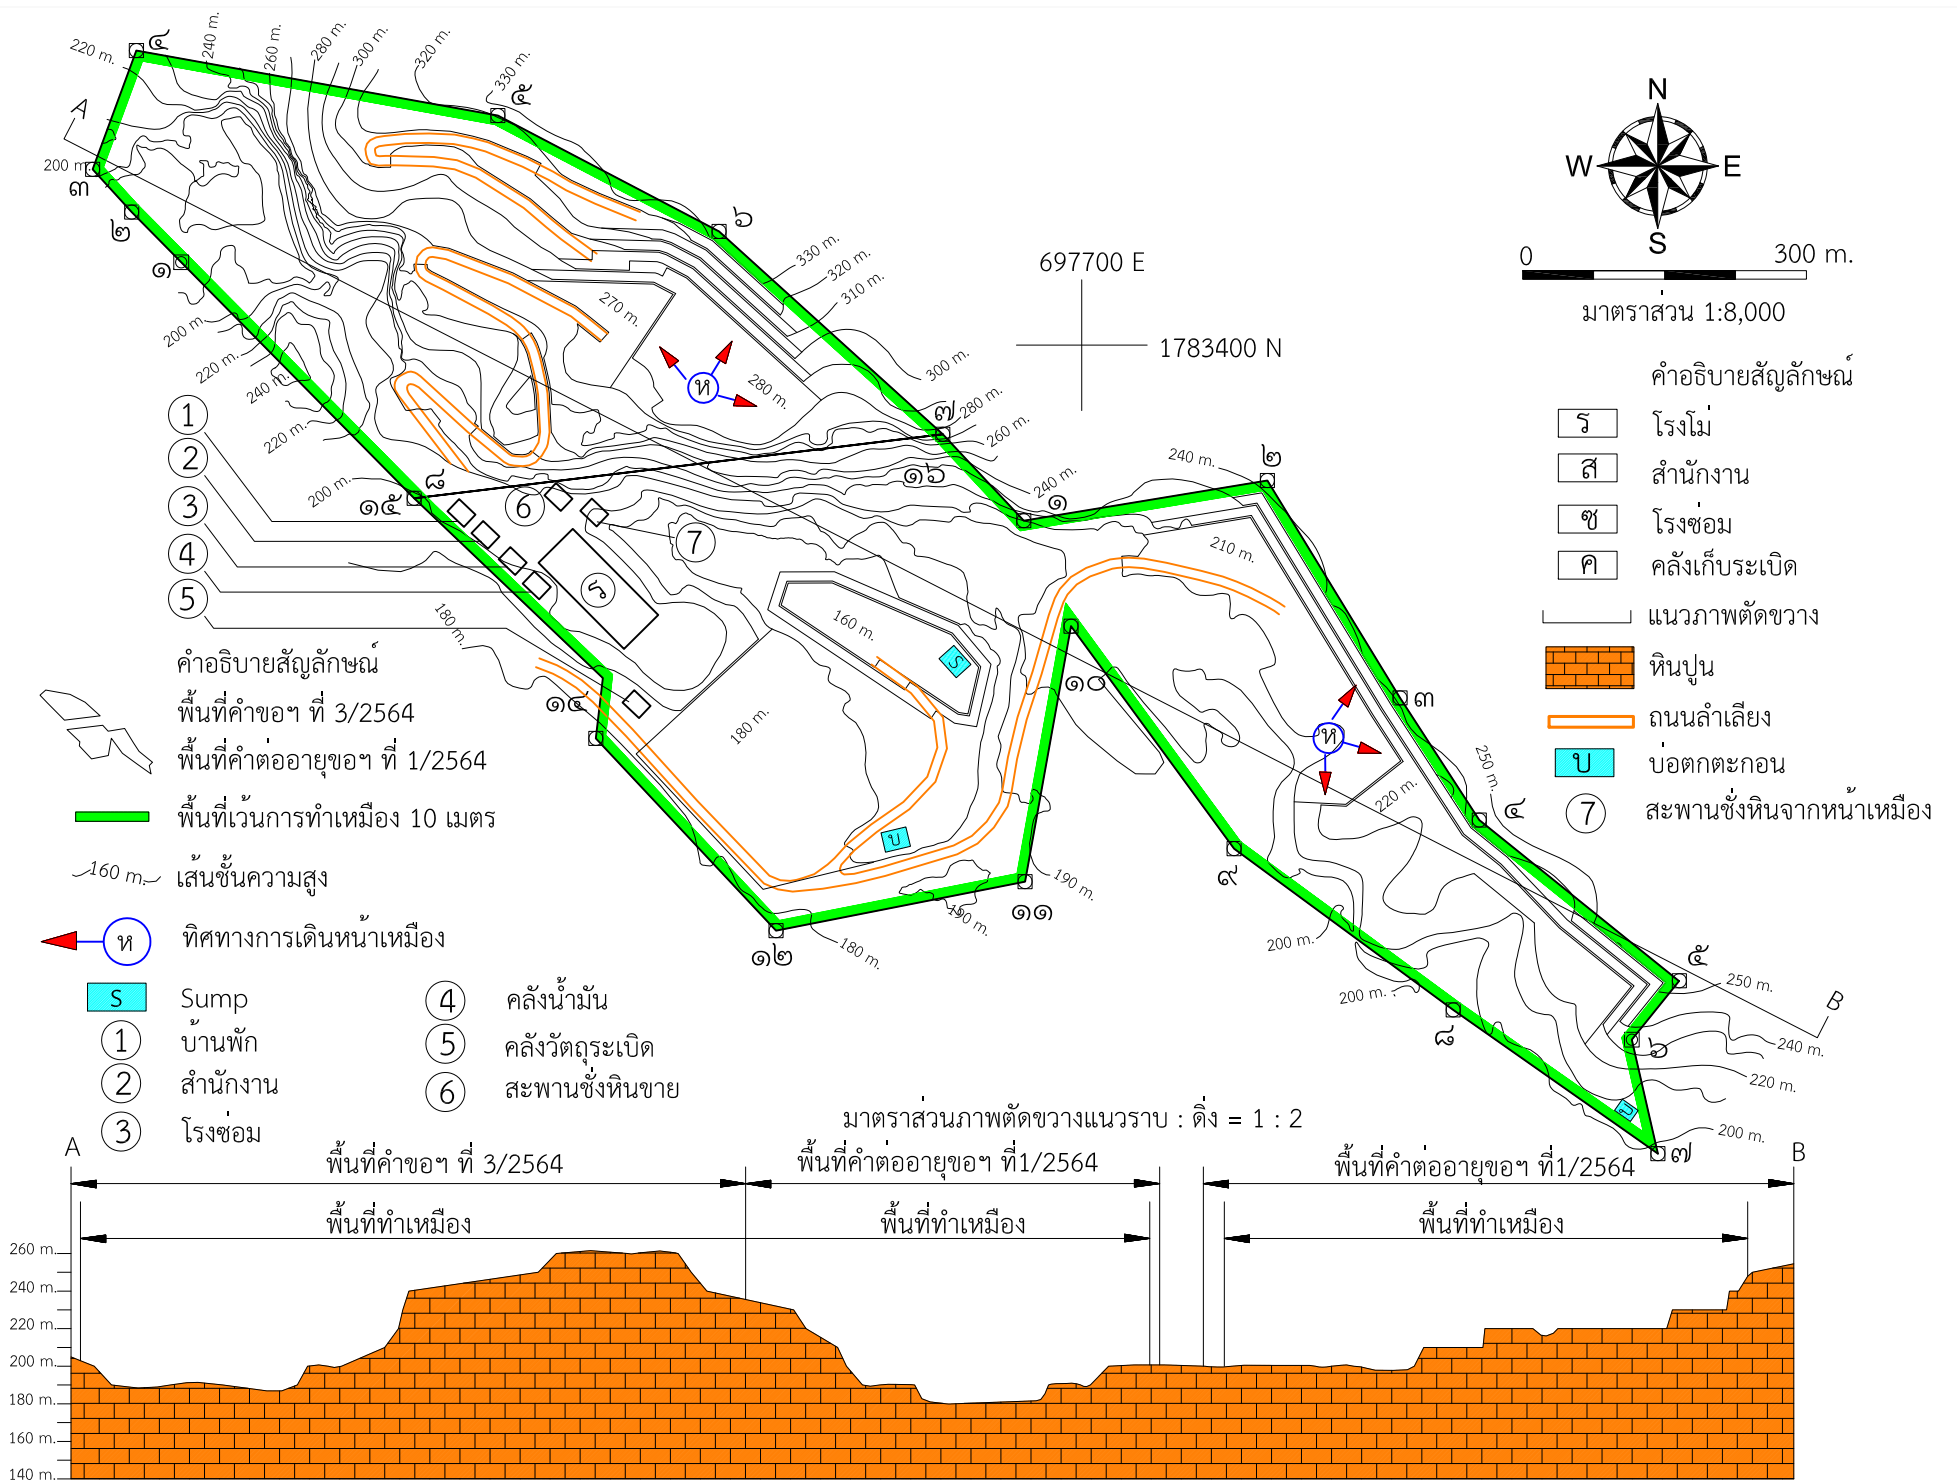 220 m.
๔
240 m.
260 m.
280 m.
300 m.
320 m.
330 m.
๕
A
200 m.
๓
๒
๑
๖
330 m.
320 m.
310 m.
270 m.
ห
280 m.
300 m.
๗
280 m.
260 m.
๑๖
240 m.
๑
200 m.
220 m.
240 m.
220 m.
200 m.
๑๕
๘
697700 E
1783400 N
N
W
E
S
0
300 m.
มาตราส่วน 1:8,000
คำอธิบายสัญลักษณ์
ร
โรงโม่
ส
สำนักงาน
ซ
โรงซ่อม
ค
คลังเก็บระเบิด
แนวภาพตัดขวาง
หินปูน
ถนนลำเลียง
บ
บ่อตกตะกอน
7
สะพานชั่งหินจากหน้าเหมือง
1
2
3
4
5
6
7
ร
180 m.
๑๔
160 m.
S
180 m.
บ
๑๒
180 m.
190 m.
๑๑
190 m.
๑๐
240 m.
๒
210 m.
๓
ห
220 m.
250 m.
๔
๙
200 m.
200 m.
๘
๕
250 m.
B
๖
240 m.
220 m.
บ
200 m.
๗
คำอธิบายสัญลักษณ์
พื้นที่คำขอฯ ที่ 3/2564
พื้นที่คำต่ออายุขอฯ ที่ 1/2564
พื้นที่เว้นการทำเหมือง 10 เมตร
160 m.
เส้นชั้นความสูง
ห
ทิศทางการเดินหน้าเหมือง
S
Sump
1
บ้านพัก
2
สำนักงาน
3
โรงซ่อม
4
คลังน้ำมัน
5
คลังวัตถุระเบิด
6
สะพานชั่งหินขาย
มาตราส่วนภาพตัดขวางแนวราบ : ดิ่ง = 1 : 2
A
พื้นที่คำขอฯ ที่ 3/2564
พื้นที่คำต่ออายุขอฯ ที่1/2564
พื้นที่คำต่ออายุขอฯ ที่1/2564
B
พื้นที่ทำเหมือง
พื้นที่ทำเหมือง
พื้นที่ทำเหมือง
260 m.
240 m.
220 m.
200 m.
180 m.
160 m.
140 m.